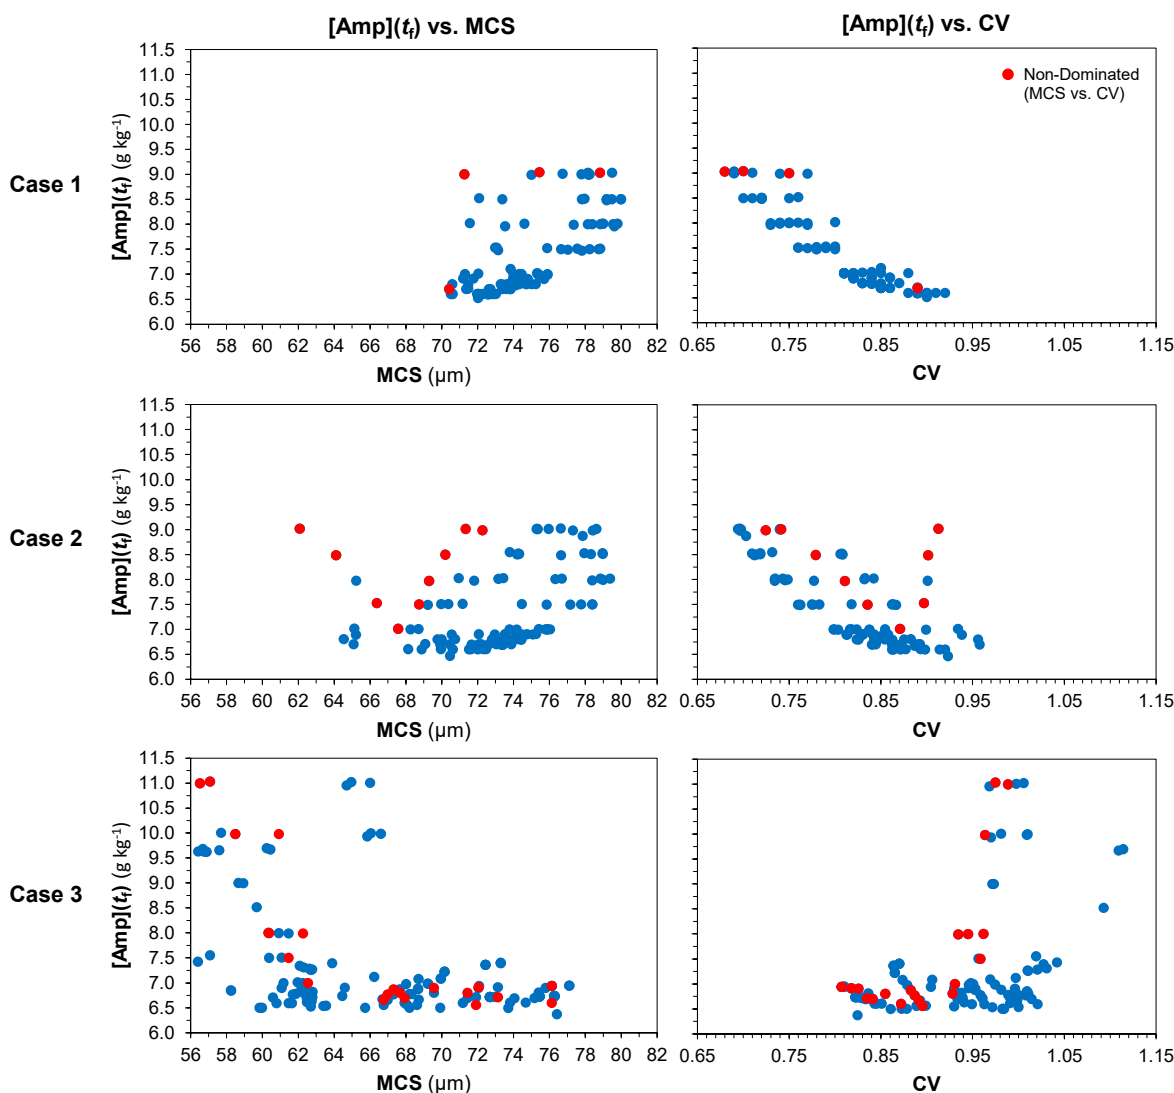 [Amp](tf) vs. MCS
[Amp](tf) vs. CV
Case 1
[Amp](tf) (g kg-1)
11.5
11.0
10.5
10.0
9.5
9.0
8.5
8.0
7.5
7.0
6.5
6.0
56 58 60 62 64 66 68 70 72 74 76 78 80 82
MCS (µm)
Non-Dominated
(MCS vs. CV)
0.65 0.75 0.85 0.95 1.05 1.15
CV
Case 2
[Amp](tf) (g kg-1)
11.5
11.0
10.5
10.0
9.5
9.0
8.5
8.0
7.5
7.0
6.5
6.0
56 58 60 62 64 66 68 70 72 74 76 78 80 82
MCS (µm)
0.65 0.75 0.85 0.95 1.05 1.15
CV
Case 3
[Amp](tf) (g kg-1)
11.5
11.0
10.5
10.0
9.5
9.0
8.5
8.0
7.5
7.0
6.5
6.0
56 58 60 62 64 66 68 70 72 74 76 78 80 82
MCS (µm)
0.65 0.75 0.85 0.95 1.05 1.15
CV